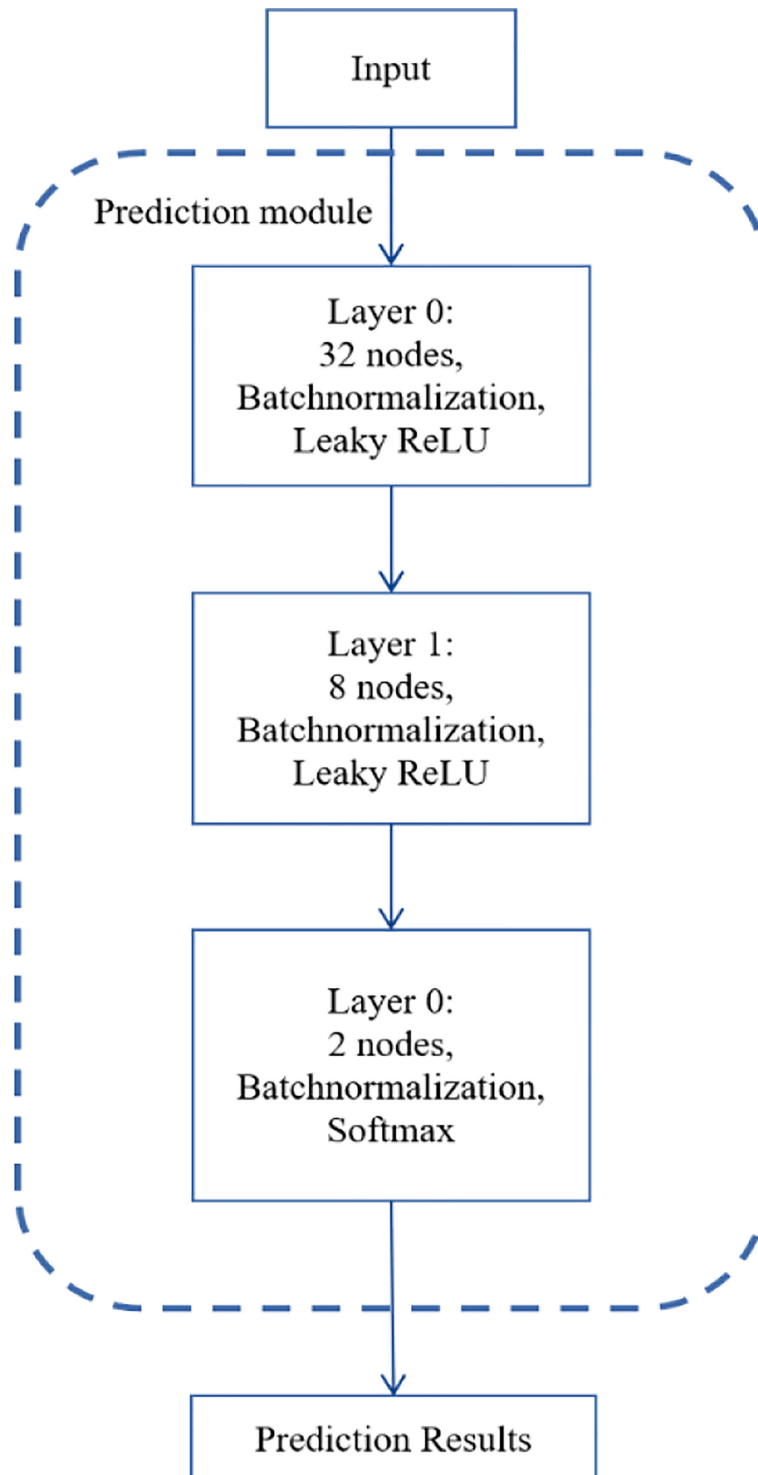 Input
Prediction module
Layer 0:
32 nodes,
Batchnormalization,
Leaky ReLU
Layer 1:
8 nodes,
Batchnormalization,
Leaky ReLU
Layer 0:
2 nodes,
Batchnormalization,
Softmax
Prediction Results